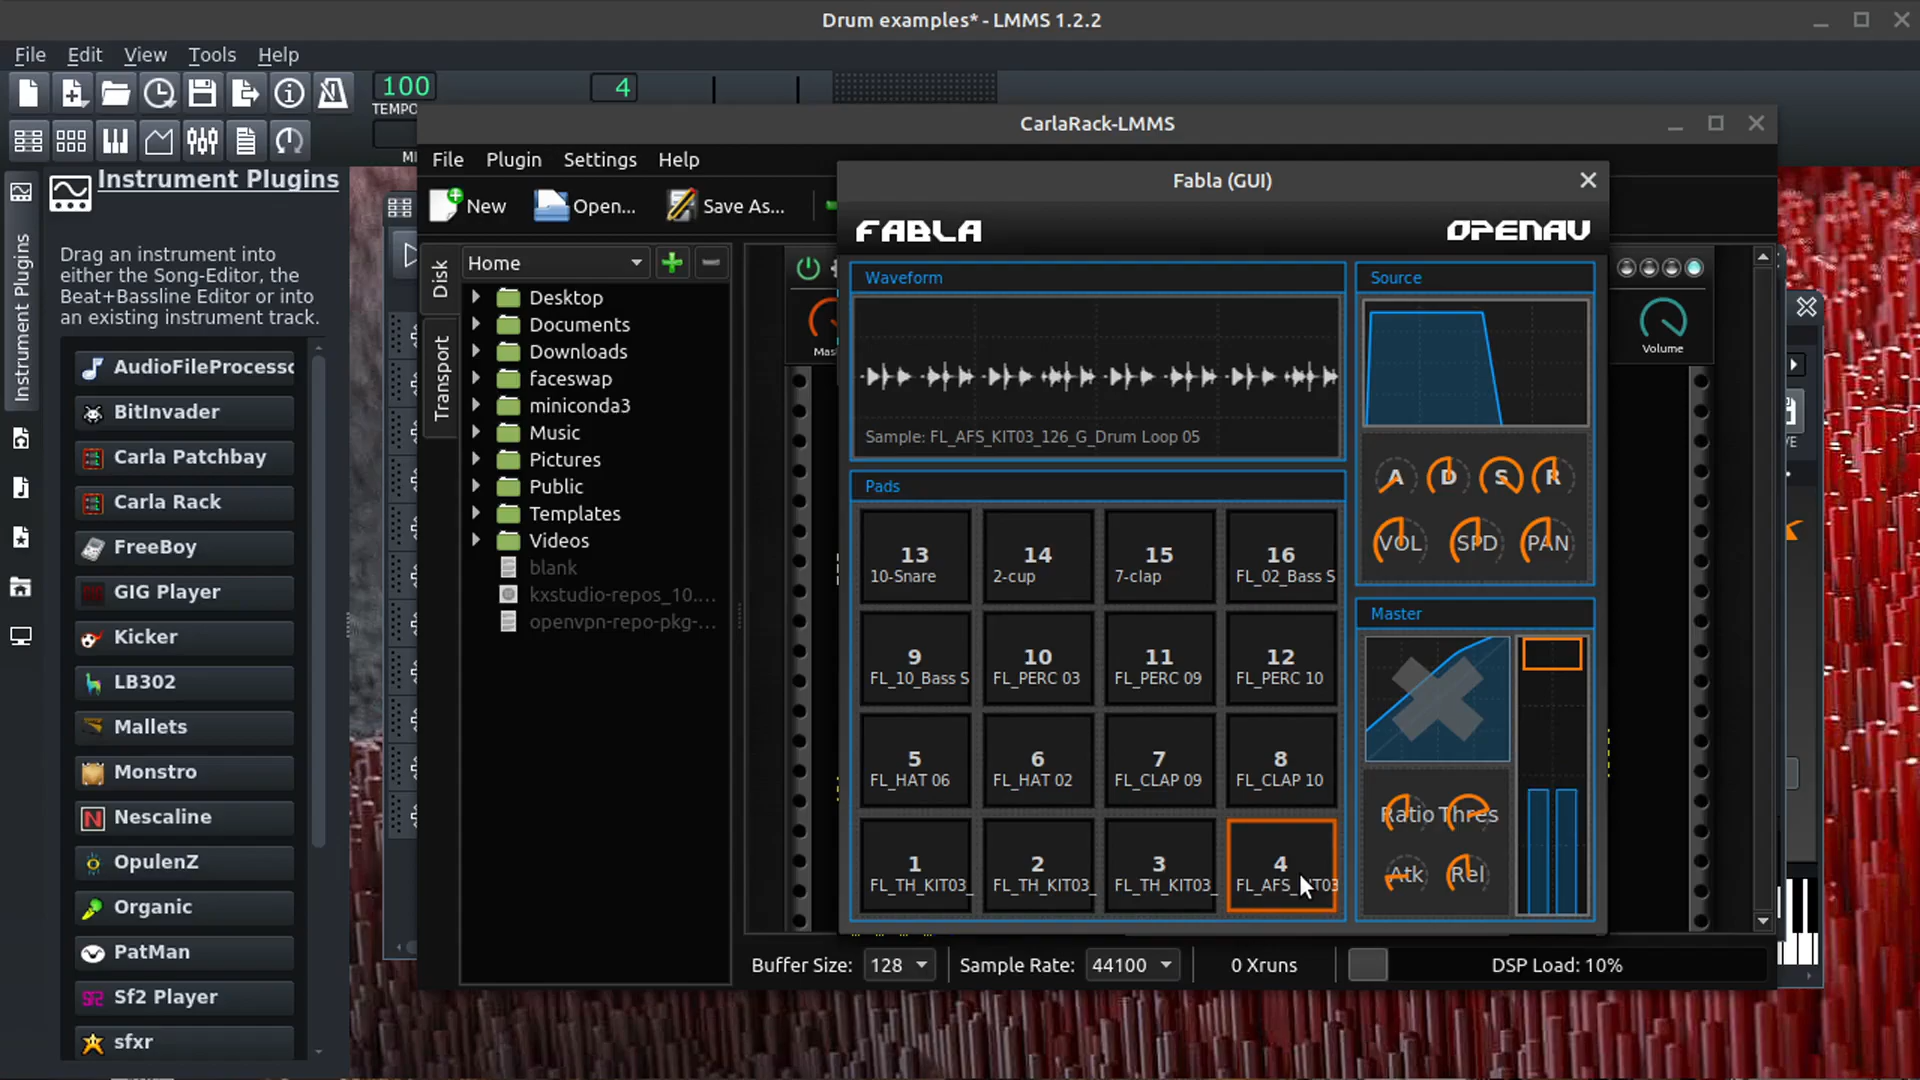 Drum examples* - LMMS 1.2.2
File Edit View Tools Help
100
4
TEMPO
CarlaRack-LMMS
File Plugin Settings Help
New Open... Save As...
Fabla (GUI)
FABLA
OPENAV
Instrument Plugins
Instrument Plugins
Drag an instrument into
either the Song-Editor, the
Beat+Bassline Editor or into
an existing instrument track.
AudioFileProcesso
BitInvader
Carla Patchbay
Carla Rack
FreeBoy
GIG Player
Kicker
LB302
Mallets
Monstro
Nescaline
OpulenZ
Organic
PatMan
Sf2 Player
sfxr
Disk
Transport
Home
Desktop
Documents
Downloads
faceswap
miniconda3
Music
Pictures
Public
Templates
Videos
blank
kxstudio-repos_10....
openvpn-repo-pkg-...
Waveform
Sample: FL_AFS_KIT03_126_G_Drum Loop 05
Pads
13
10-Snare
14
2-cup
15
7-clap
16
FL_02_Bass S
9
FL_10_Bass S
10
FL_PERC 03
11
FL_PERC 09
12
FL_PERC 10
5
FL_HAT 06
6
FL_HAT 02
7
FL_CLAP 09
8
FL_CLAP 10
1
FL_TH_KIT03_
2
FL_TH_KIT03_
3
FL_TH_KIT03_
4
Source
A D S R
VOL SPD PAN
Master
Ratio Thres
Atk Rel
Volume
Buffer Size: 128 Sample Rate: 44100 0 Xruns DSP Load: 10%